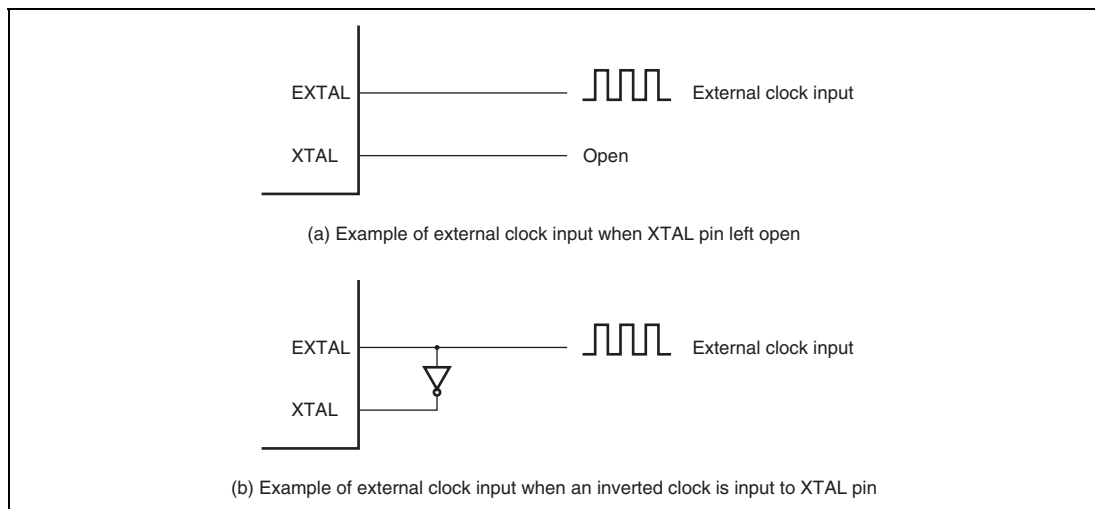 EXTAL
External clock input
XTAL
Open
(a) Example of external clock input when XTAL pin left open
EXTAL
External clock input
XTAL
(b) Example of external clock input when an inverted clock is input to XTAL pin